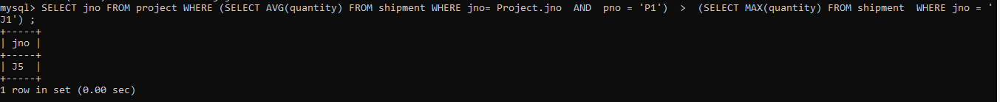 mysql> SELECT jno FROM project WHERE (SELECT AVG(quantity) FROM shipment WHERE jno= Project.jno  AND  pno = 'P1')  >  (SELECT MAX(quantity) FROM shipment  WHERE jno = '
J1') ;
+-----+
| jno |
+-----+
| J5  |
+-----+
1 row in set (0.00 sec)